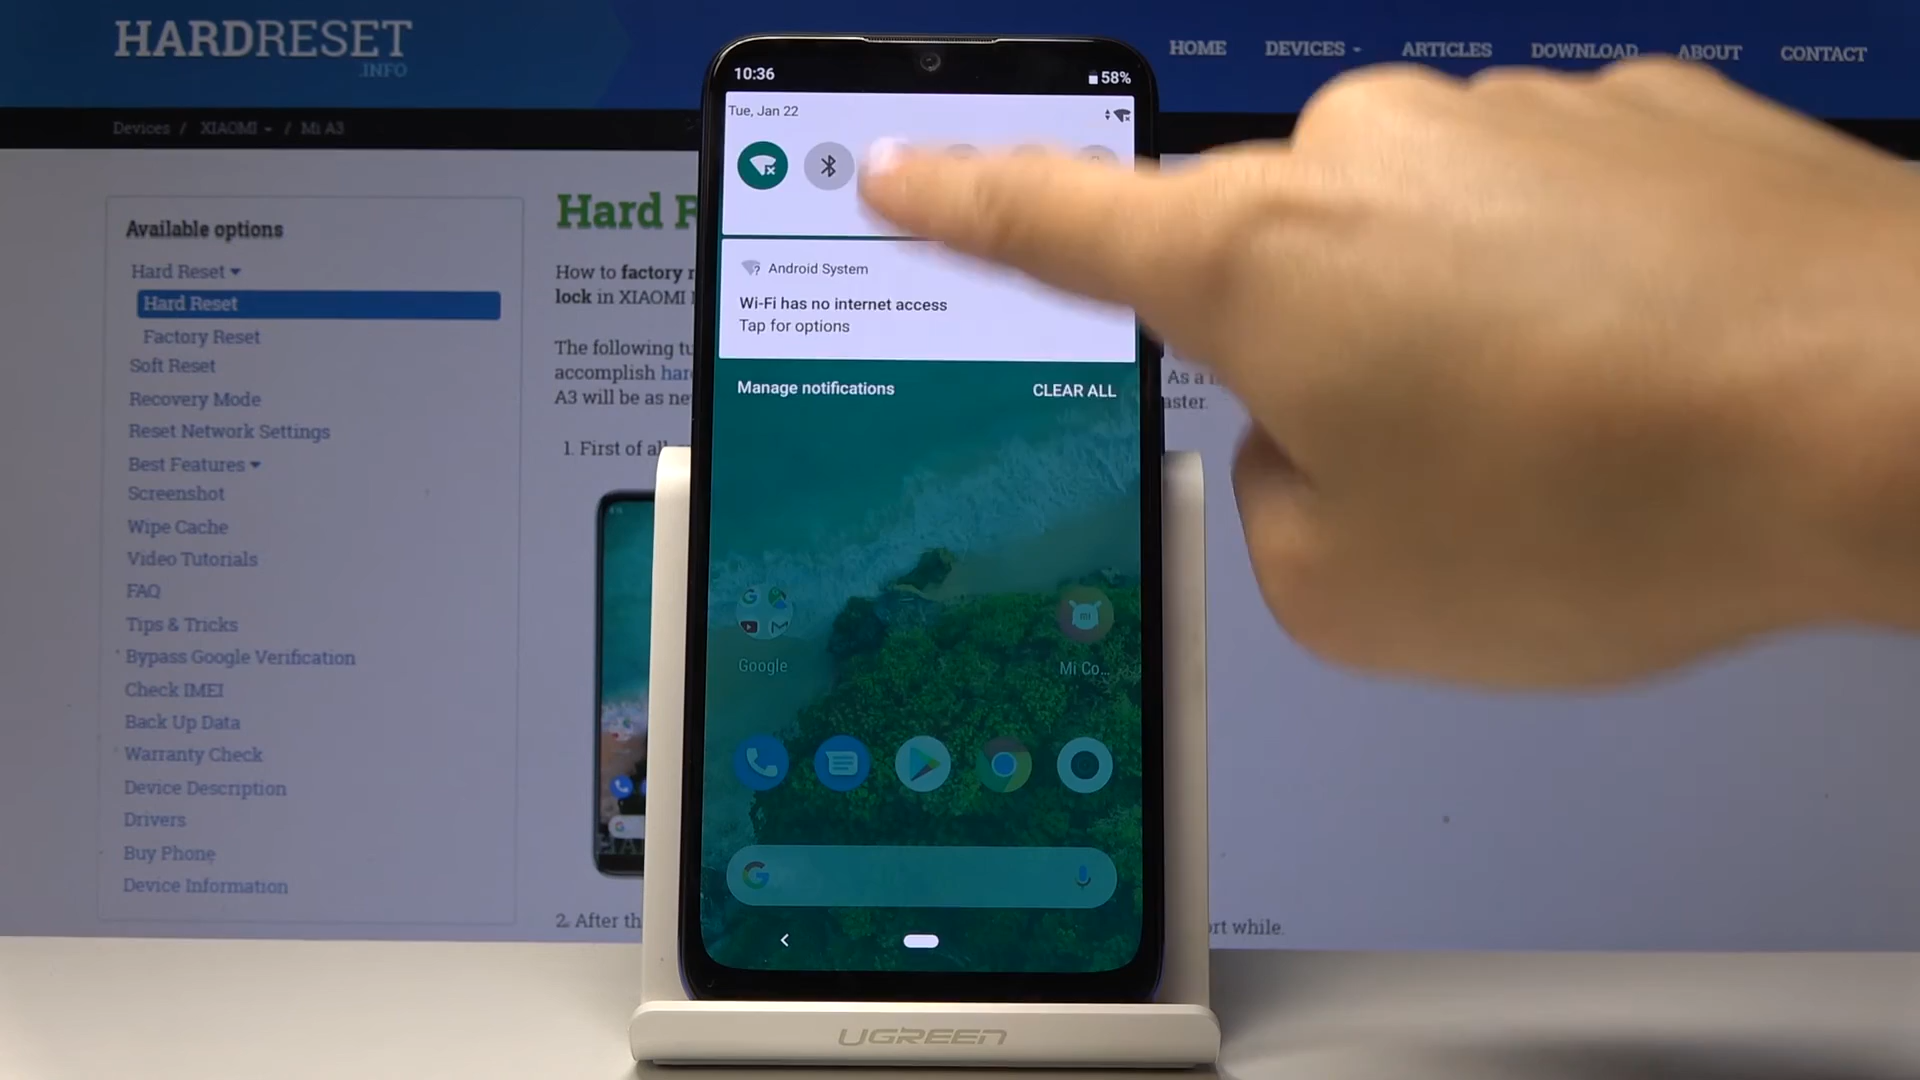 HARDRESET
.INFO
HOME DEVICES ARTICLES DOWNLOAD ABOUT CONTACT
Devices / XIAOMI / Mi A3
Available options
Hard Reset
Hard Reset
Factory Reset
Soft Reset
Recovery Mode
Reset Network Settings
Best Features
Screenshot
Wipe Cache
Video Tutorials
FAQ
Tips & Tricks
Bypass Google Verification
Check IMEI
Back Up Data
Warranty Check
Device Description
Drivers
Buy Phone
Device Information
Hard
How to factory
lock in XIAOMI
The following
accomplish
A3 will be as
As a
1. First of all
2. After
while.
10:36 58%
Tue, Jan 22
Android System
Wi-Fi has no internet access
Tap for options
Manage notifications CLEAR ALL
Google Mi Co...
UGREEN